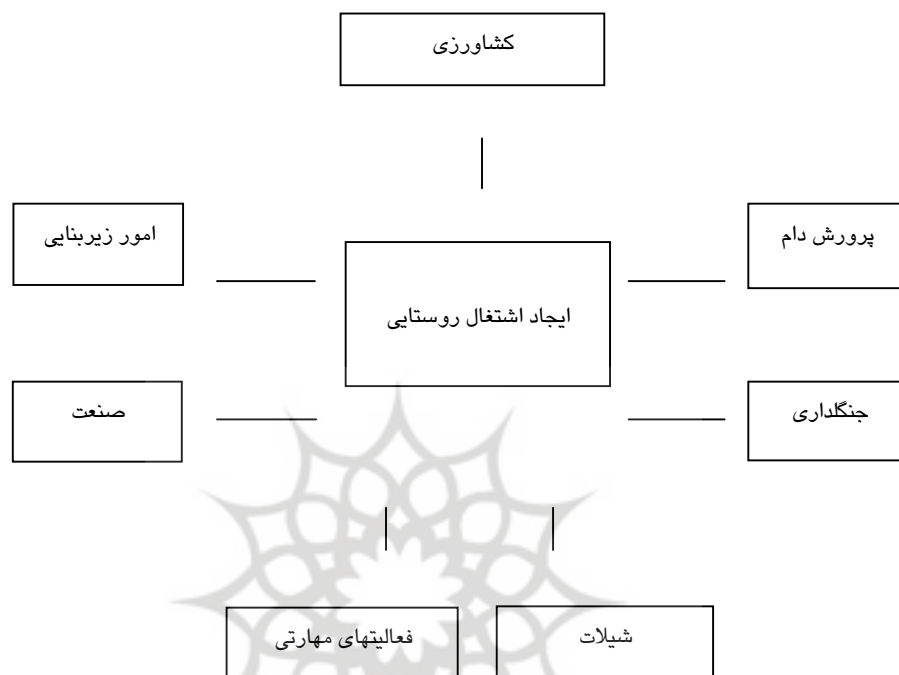 کشاورزی
پرورش دام
امور زیربنایی
ایجاد اشتغال روستایی
جنگلداری
صنعت
شیلات
فعالیتهای مهارتی